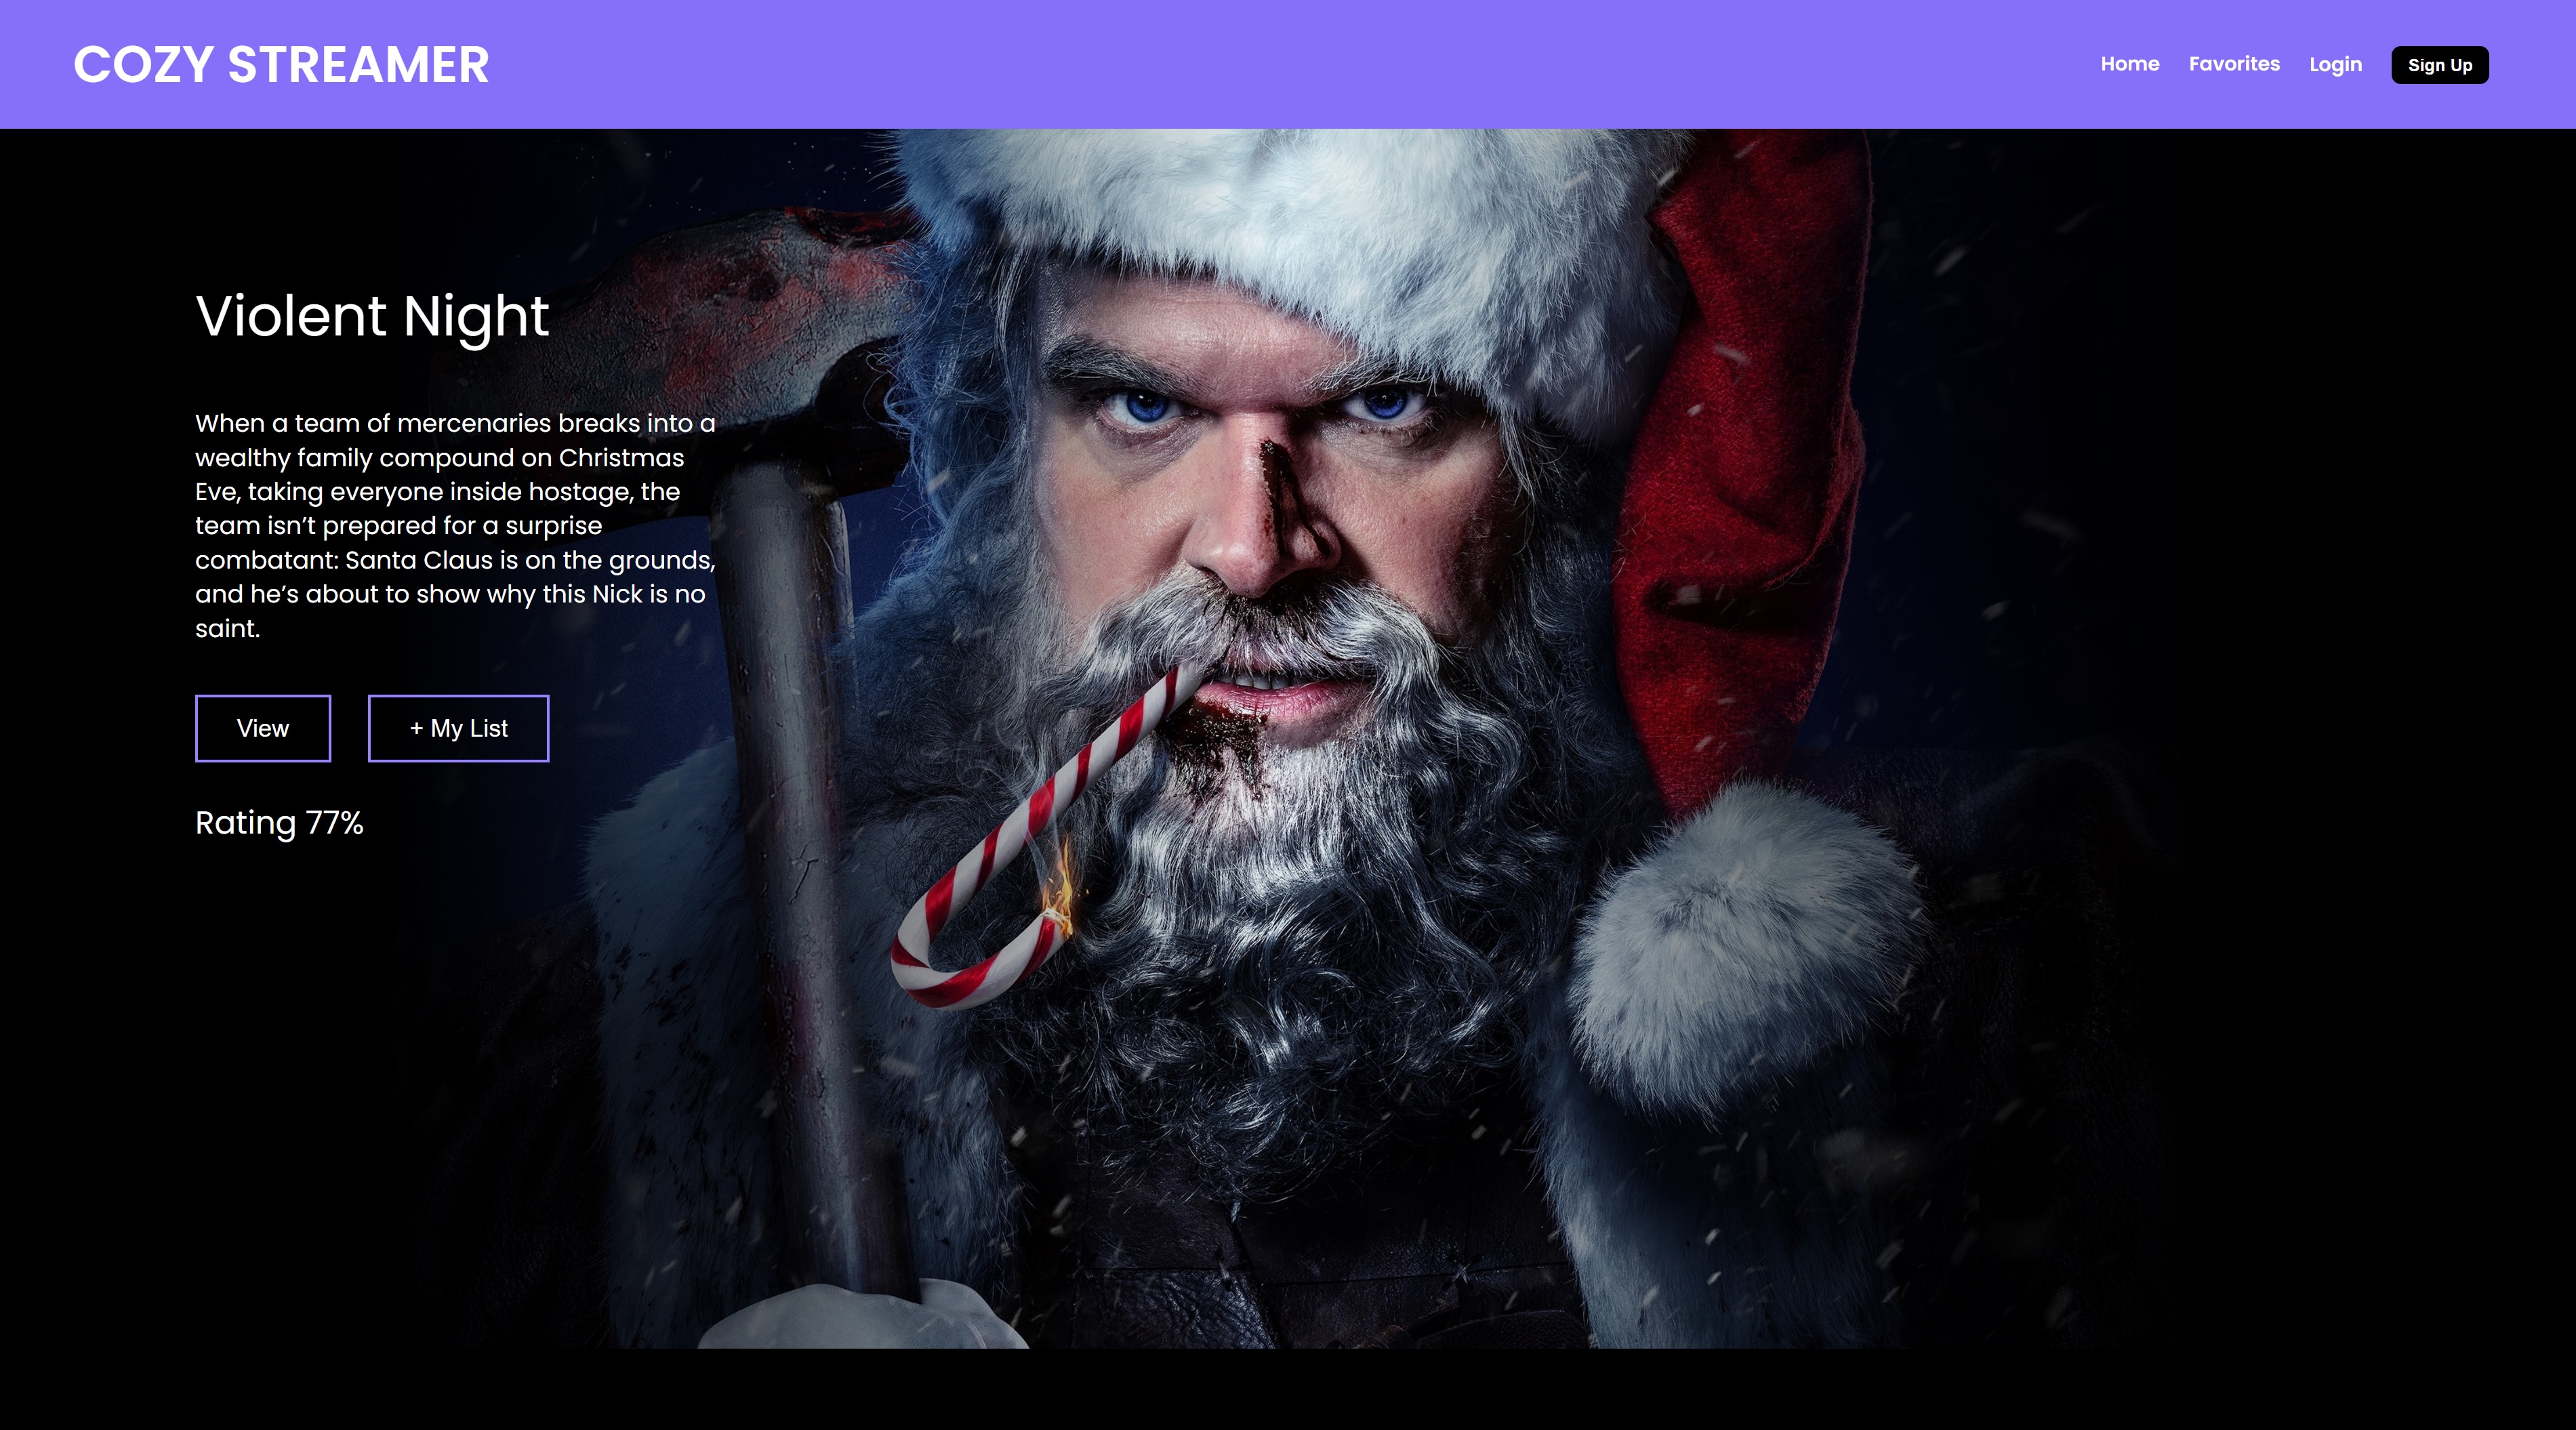 COZY STREAMER
Home
Favorites
Login
Sign Up
Violent Night
When a team of mercenaries breaks into a
wealthy family compound on Christmas
Eve, taking everyone inside hostage, the
team isn’t prepared for a surprise
combatant: Santa Claus is on the grounds,
and he’s about to show why this Nick is no
saint.
View
+ My List
Rating 77%